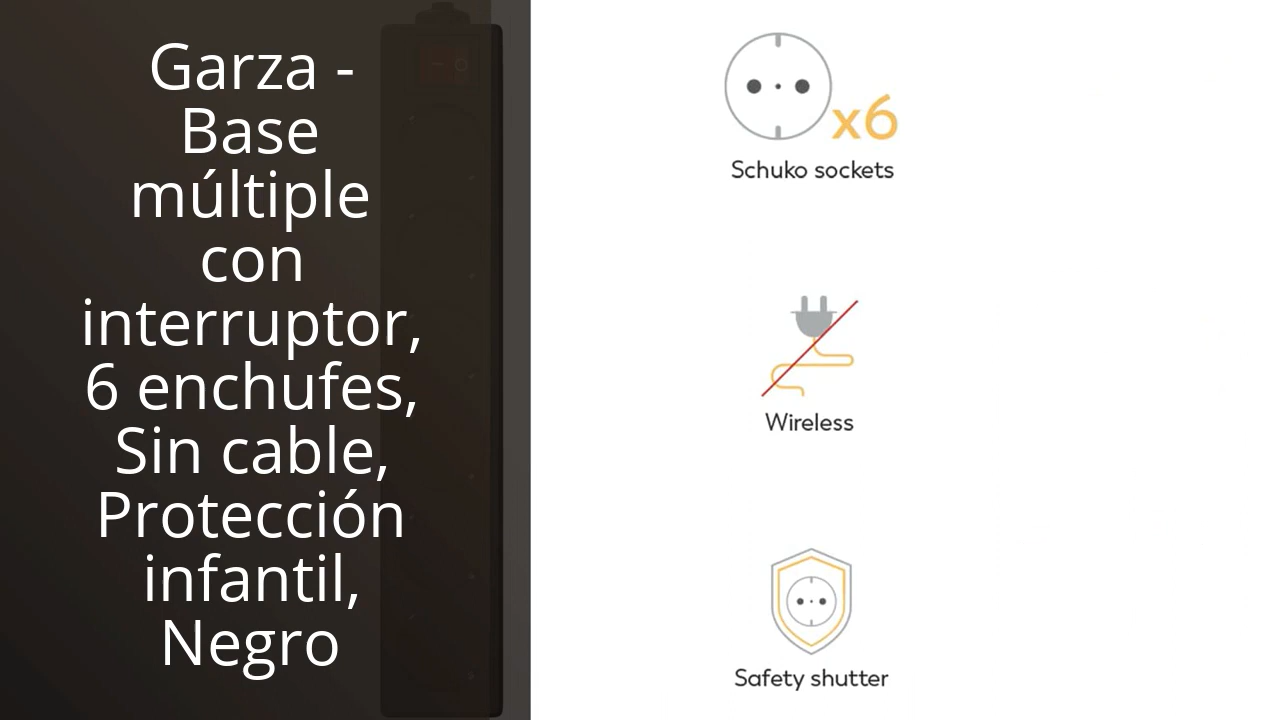 Garza -
Base
múltiple
con
interruptor,
6 enchufes,
Sin cable,
Protección
infantil,
Negro
x6
Schuko sockets
Wireless
Safety shutter